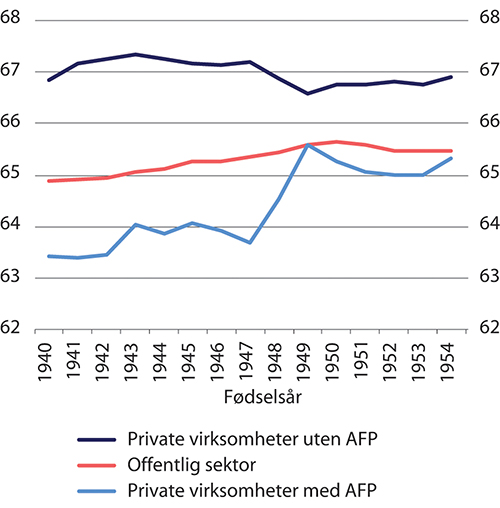 68 68
67 67
66 66
65 65
64 64
63 63
62 62
1940 1941 1942 1943 1944 1945 1946 1947 1948 1949 1950 1951 1952 1953 1954
Fødselsår
Private virksomheter uten AFP
Offentlig sektor
Private virksomheter med AFP